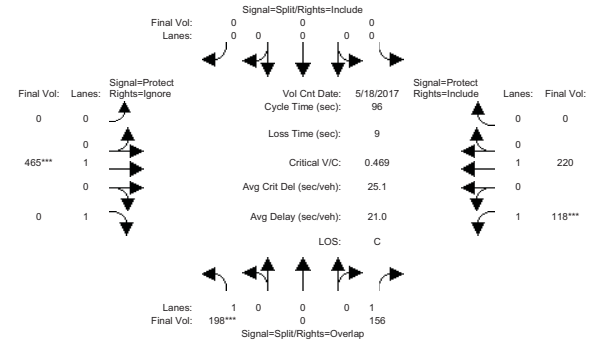 Signal=Split/Rights=Include
Final Vol: 0 0 0
Lanes: 0 0 0 0 0
Signal=Protect
Final Vol: Lanes: Rights=Ignore
Vol Cnt Date: 5/18/2017
Signal=Protect
Rights=Include Lanes: Final Vol:
Cycle Time (sec): 96
0 0
0 0
Loss Time (sec): 9
0
0
465*** 1
Critical V/C: 0.469
1 220
0
Avg Crit Del (sec/veh): 25.1
0
0 1
Avg Delay (sec/veh): 21.0
1 118***
LOS: C
Lanes: 1 0 0 0 1
Final Vol: 198*** 0 156
Signal=Split/Rights=Overlap